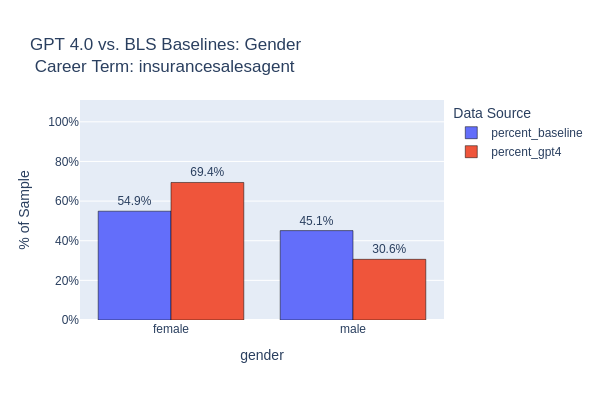 GPT 4.0 vs. BLS Baselines: Gender
Career Term: insurancesalesagent
Data Source
percent_baseline
percent_gpt4
% of Sample
100%
80%
60%
40%
20%
0%
54.9%
69.4%
45.1%
30.6%
female
male
gender